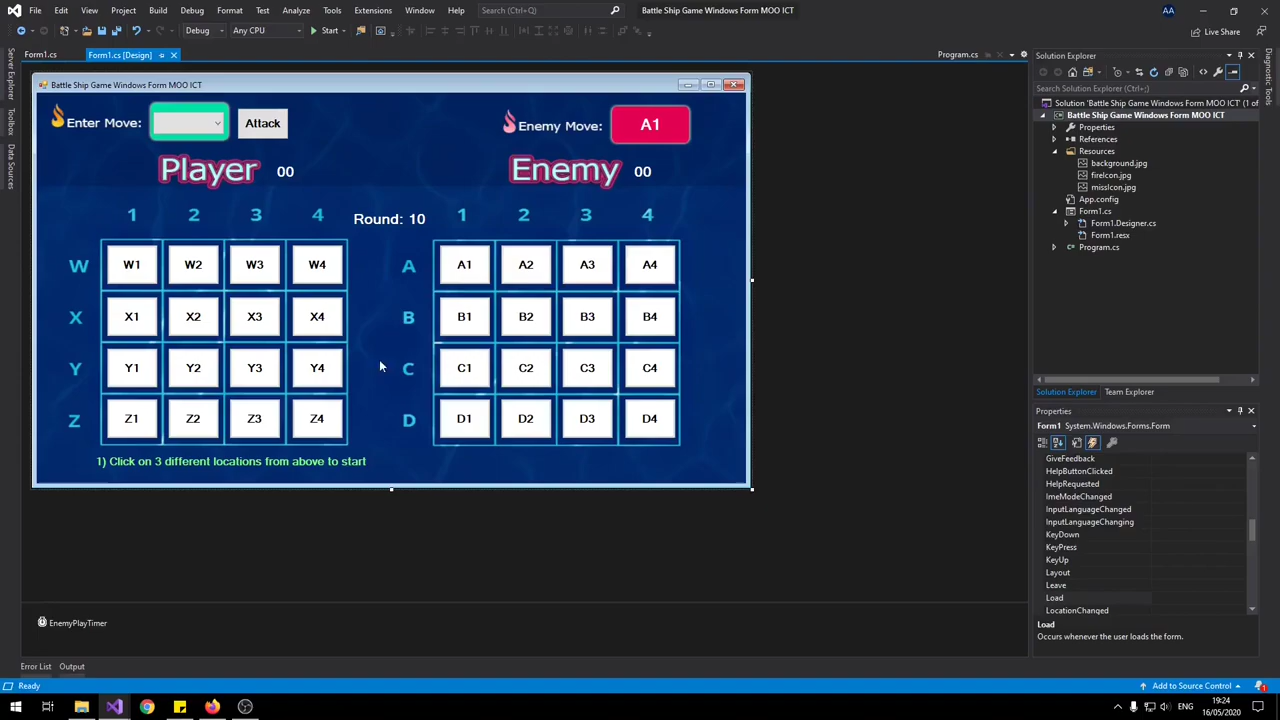 File Edit View Project Build Debug Format Test Analyze Tools Extensions Window Help Search (Ctrl+;) Battle Ship Game Windows Form MOO ICT AA
Debug Any CPU Start Live Share
Form1.cs Form1.cs [Design] Program.cs
Server Explorer
Toolbox
Data Sources
Battle Ship Game Windows Form MOO ICT
Enter Move: Attack Enemy Move: A1
Player 00 Enemy 00
1 2 3 4 Round: 10 1 2 3 4
W W1 W2 W3 W4 A A1 A2 A3 A4
X X1 X2 X3 X4 B B1 B2 B3 B4
Y Y1 Y2 Y3 Y4 C C1 C2 C3 C4
Z Z1 Z2 Z3 Z4 D D1 D2 D3 D4
1) Click on 3 different locations from above to start
EnemyPlayTimer
Error List Output
Solution Explorer
Search Solution Explorer (Ctrl+;)
Solution 'Battle Ship Game Windows Form MOO ICT' (1 of
Battle Ship Game Windows Form MOO ICT
Properties
References
Resources
background.jpg
fireIcon.jpg
missIcon.jpg
App.config
Form1.cs
Form1.Designer.cs
Form1.resx
Program.cs
Solution Explorer Team Explorer
Properties
Form1 System.Windows.Forms.Form
GiveFeedback
HelpButtonClicked
HelpRequested
ImeModeChanged
InputLanguageChanged
InputLanguageChanging
KeyDown
KeyPress
KeyUp
Layout
Leave
Load
LocationChanged
Load
Occurs whenever the user loads the form.
Diagnostic Tools
Ready Add to Source Control 1
ENG 19:24
16/05/2020